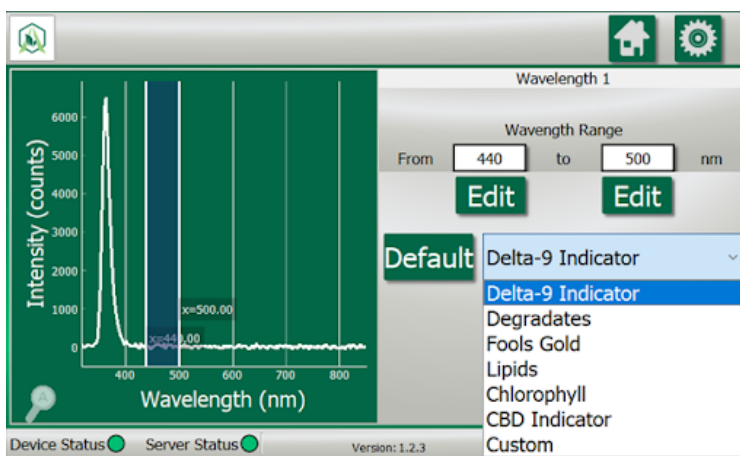 Wavelength 1
Wavength Range
From 440 to 500 nm
Edit Edit
Default Delta-9 Indicator
Delta-9 Indicator
Degradates
Fools Gold
Lipids
Chlorophyll
CBD Indicator
Custom
Intensity (counts)
6000
5000
4000
3000
2000
1000
0
x=500.00
x=440.00
400 500 600 700 800
Wavelength (nm)
A
Device Status Server Status Version: 1.2.3